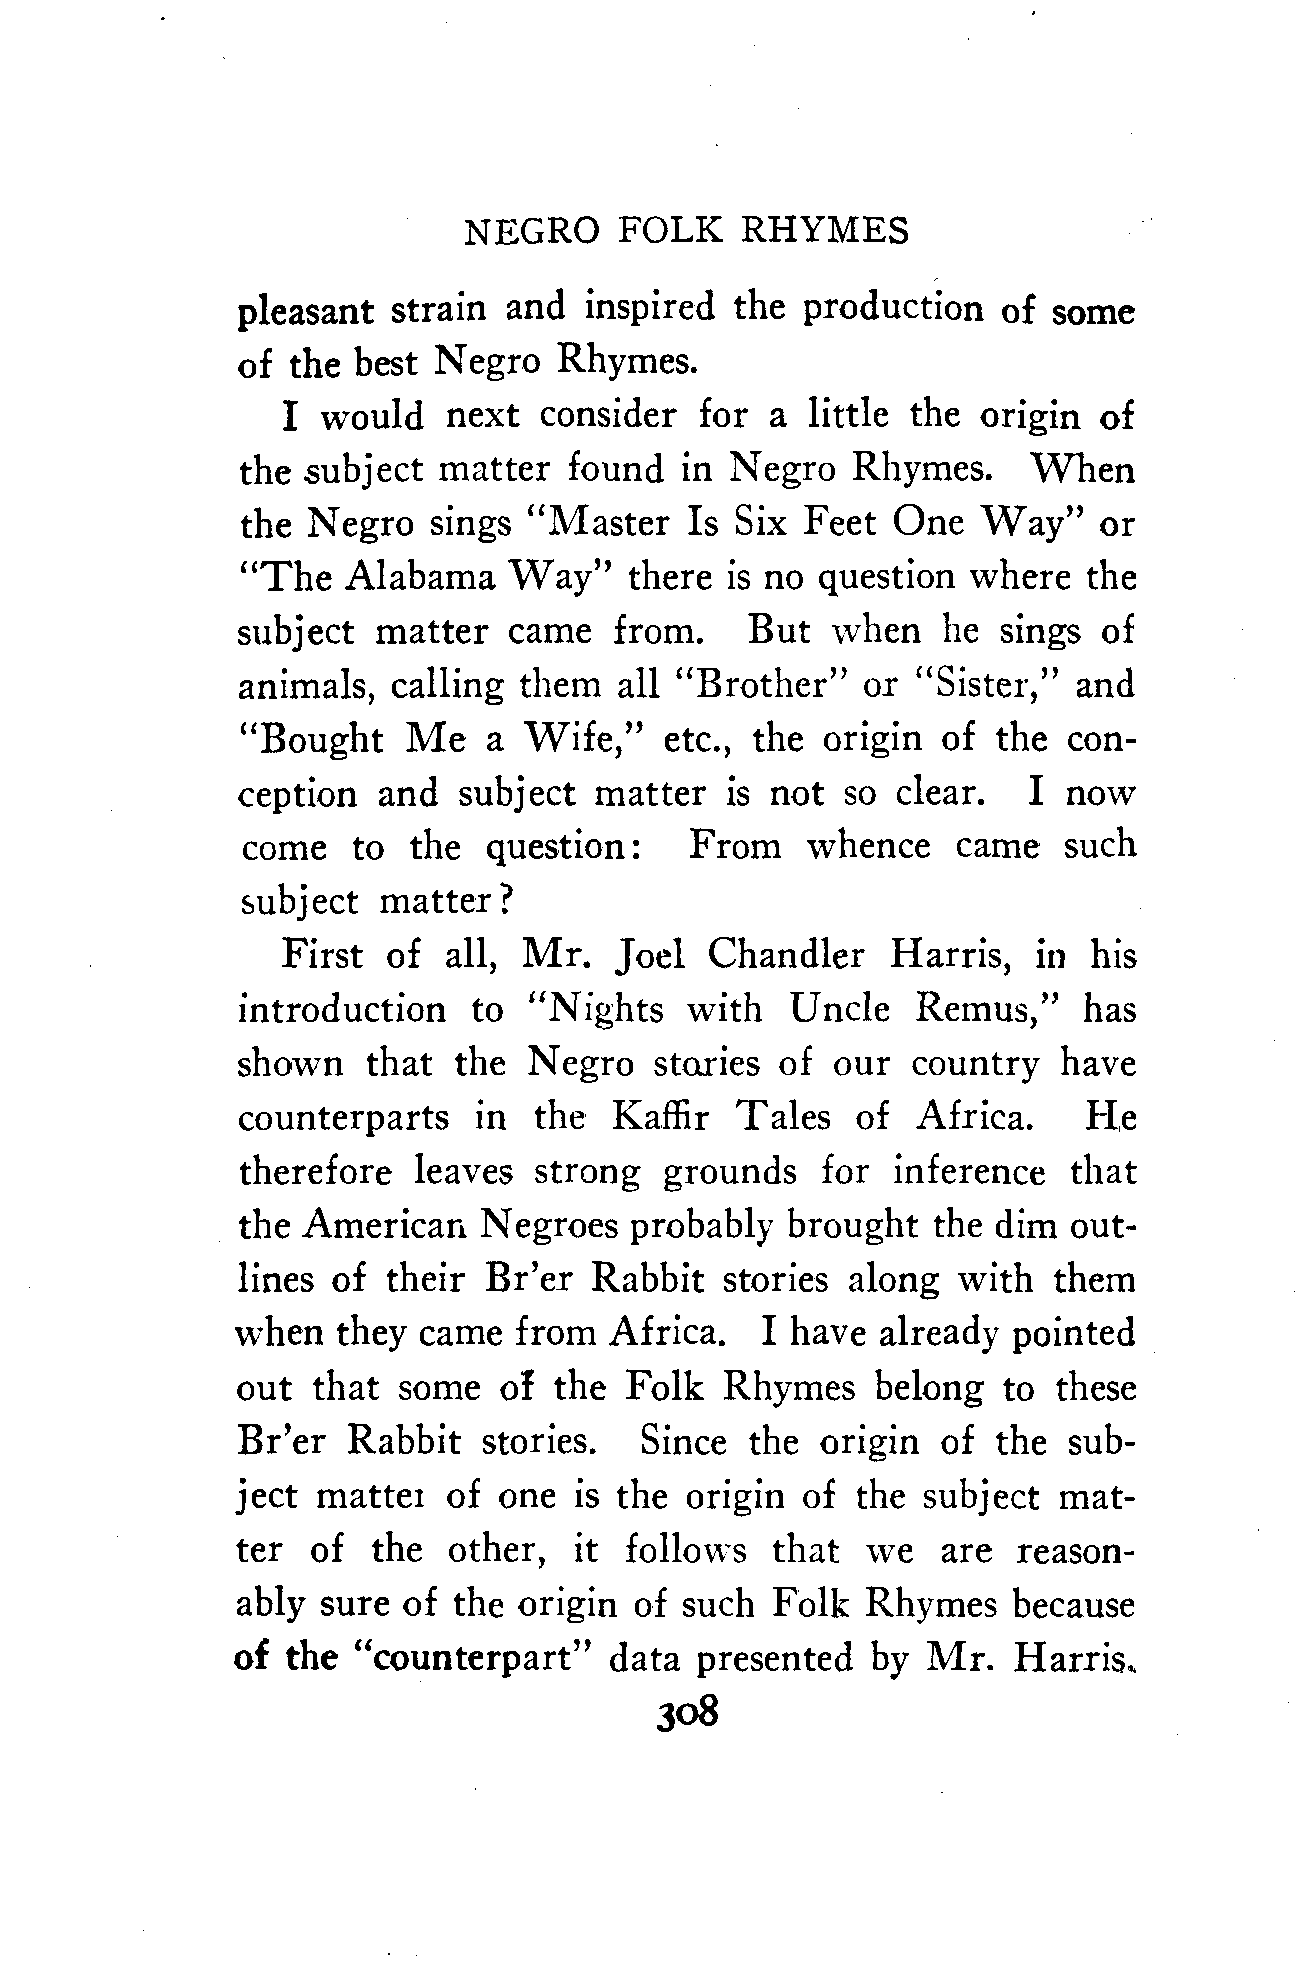 NEGRO FOLK RHYMES
pleasant strain and inspired the production of some
of the best Negro Rhymes.
I would next consider for a little the origin of
the subject matter found in Negro Rhymes. When
the Negro sings "Master Is Six Feet One Way" or
"The Alabama Way" there is no question where the
subject matter came from. But when he sings of
animals, calling them all "Brother" or "Sister," and
"Bought Me a Wife," etc., the origin of the con-
ception and subject matter is not so clear. I now
come to the question: From whence came such
subject matter?
First of all, Mr. Joel Chandler Harris, in his
introduction to "Nights with Uncle Remus," has
shown that the Negro stories of our country have
counterparts in the Kaffir Tales of Africa. He
therefore leaves strong grounds for inference that
the American Negroes probably brought the dim out-
lines of their Br'er Rabbit stories along with them
when they came from Africa. I have already pointed
out that some of the Folk Rhymes belong to these
Br'er Rabbit stories. Since the origin of the sub-
ject matter of one is the origin of the subject mat-
ter of the other, it follows that we are reason-
ably sure of the origin of such Folk Rhymes because
of the "counterpart" data presented by Mr. Harris.
308